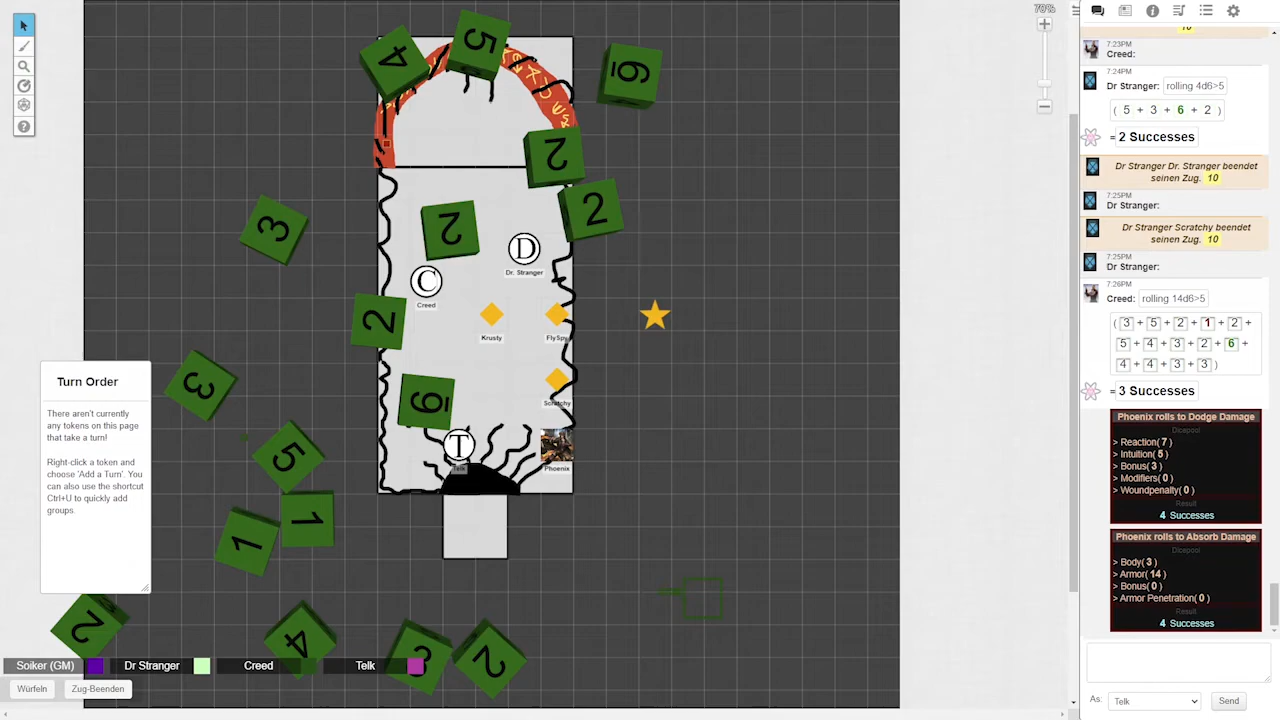 70%
4
5
6
2
2
2
3
D
Dr. Stranger
C
Creed
2
Krusty
FlySpy
Scratchy
3
6
T
Telk
Phoenix
5
1
1
2
4
3
2
Turn Order
There aren't currently
any tokens on this page
that take a turn!
Right-click a token and
choose 'Add a Turn'. You
can also use the shortcut
Ctrl+U to quickly add
groups.
Soiker (GM)
Dr Stranger
Creed
Telk
Würfeln
Zug-Beenden
10
7:23PM
Creed:
7:24PM
Dr Stranger: rolling 4d6>5
( 5 + 3 + 6 + 2 )
= 2 Successes
Dr Stranger Dr. Stranger beendet
seinen Zug. 10
7:25PM
Dr Stranger:
Dr Stranger Scratchy beendet
seinen Zug. 10
7:25PM
Dr Stranger:
7:26PM
Creed: rolling 14d6>5
( 3 + 5 + 2 + 1 + 2 +
5 + 4 + 3 + 2 + 6 +
4 + 4 + 3 + 3 )
= 3 Successes
Phoenix rolls to Dodge Damage
Dicepool
> Reaction( 7 )
> Intuition( 5 )
> Bonus( 3 )
> Modifiers( 0 )
> Woundpenalty( 0 )
Result
4 Successes
Phoenix rolls to Absorb Damage
Dicepool
> Body( 3 )
> Armor( 14 )
> Bonus( 0 )
> Armor Penetration( 0 )
Result
4 Successes
As:
Telk
Send